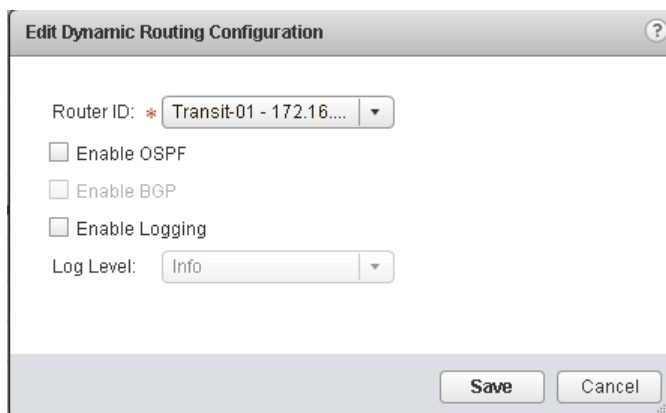 Edit Dynamic Routing Configuration ?
Router ID: * Transit-01 - 172.16....
Enable OSPF
Enable BGP
Enable Logging
Log Level: Info
Save Cancel